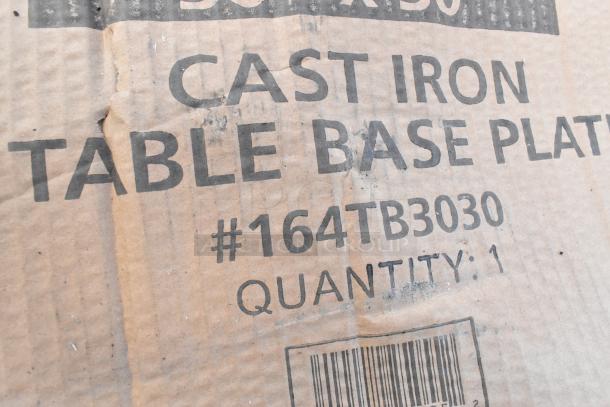 CAST IRON
TABLE BASE PLAT
#164TB3030
QUANTITY: 1